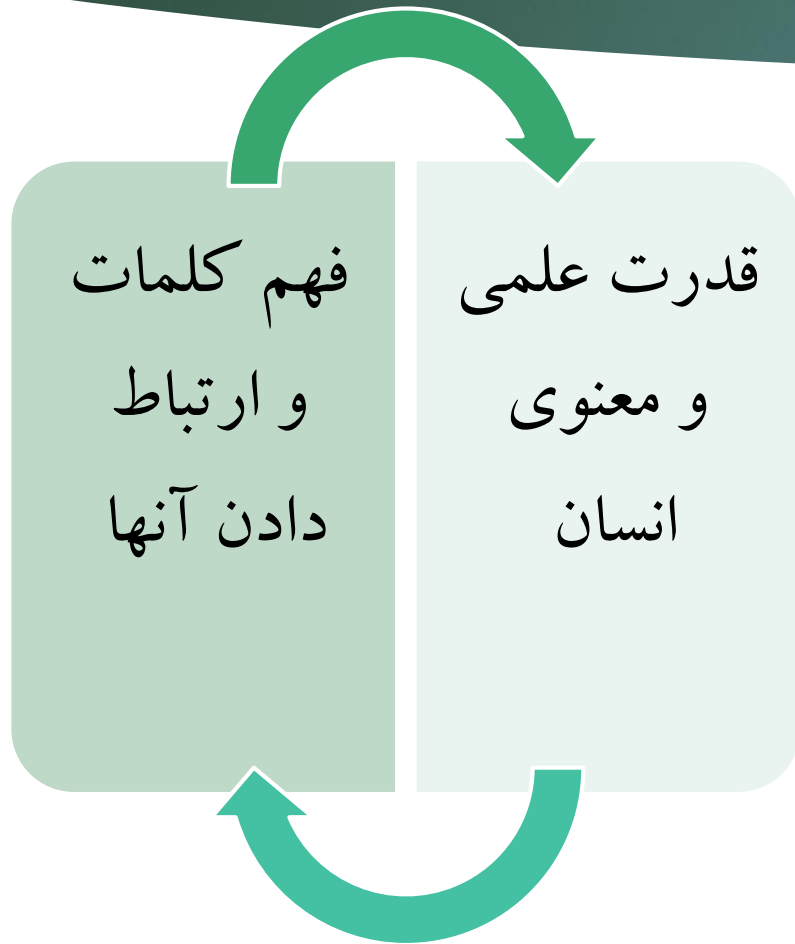 قدرت علمی
و معنوی
انسان
فهم کلمات
و ارتباط
دادن آنها